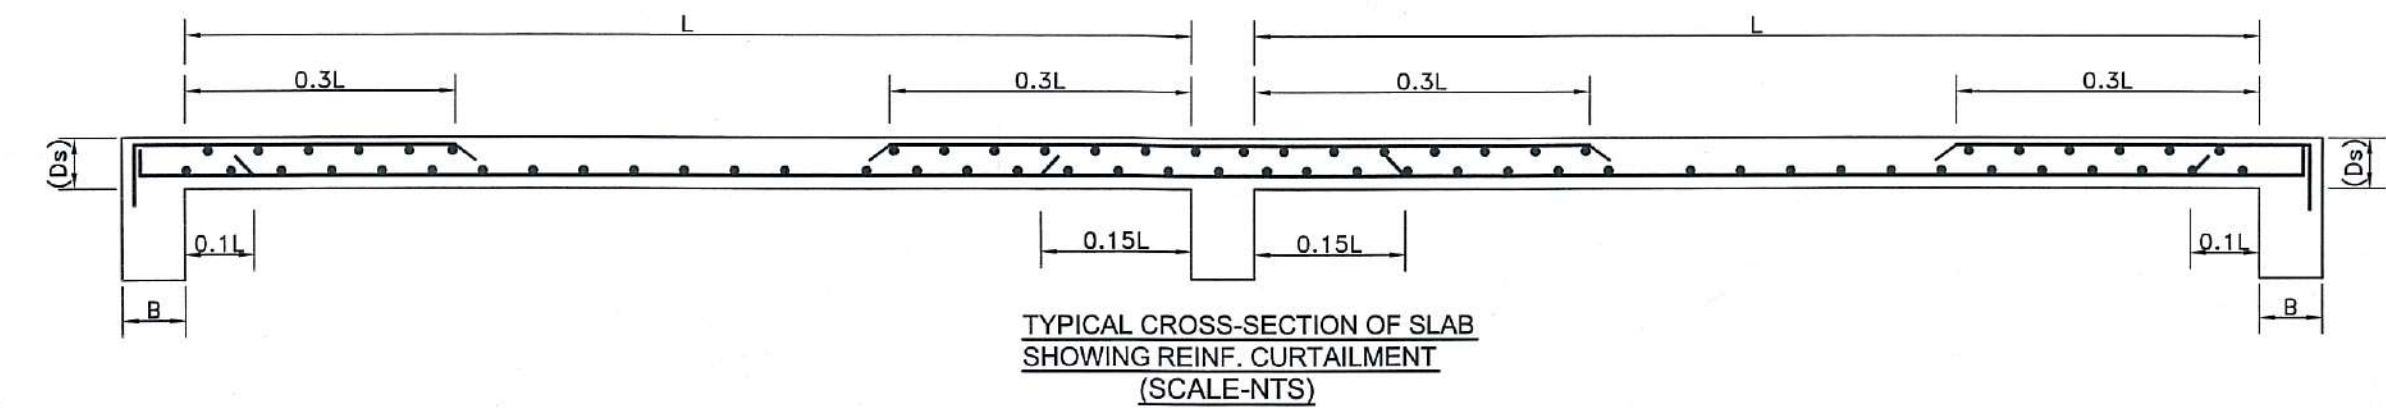 L
L
0.3L
0.3L
0.3L
0.3L
(Ds)
(Ds)
0.1L
0.15L
0.15L
0.1L
B
B
TYPICAL CROSS-SECTION OF SLAB
SHOWING REINF. CURTAILMENT
(SCALE-NTS)